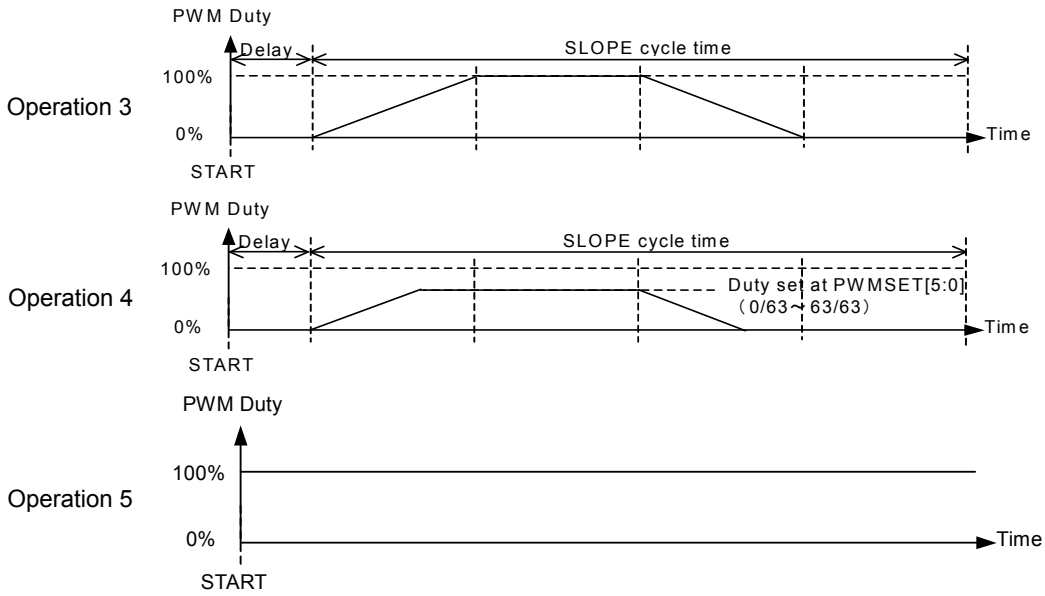 PWM Duty
Delay
SLOPE cycle time
100%
Operation 3
0%
Time
START
PWM Duty
Delay
SLOPE cycle time
100%
Duty set at PWMSET[5:0]
Operation 4
（0/63～63/63）
0%
Time
START
PWM Duty
100%
Operation 5
0%
Time
START